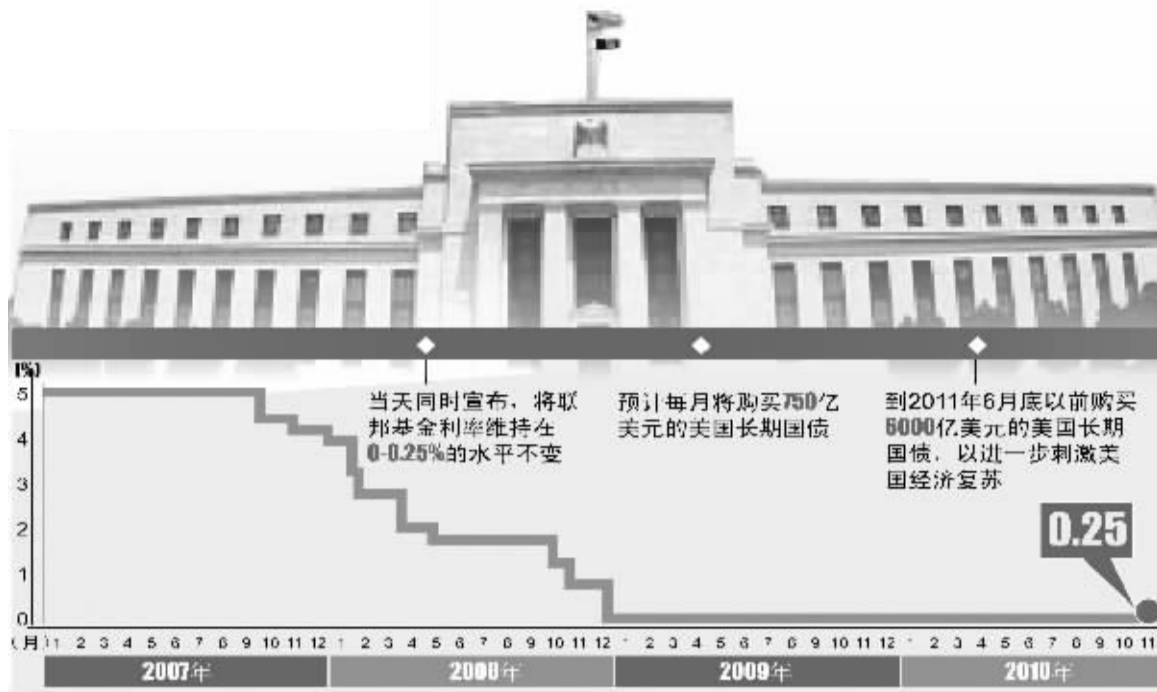 (%)
5
4
3
2
1
0
当天同时宣布，将联
邦基金利率维持在
0-0.25%的水平不变
预计每月将购买750亿
美元的美国长期国债
到2011年6月底以前购买
6000亿美元的美国长期
国债，以进一步刺激美
国经济复苏
0.25
(月) 1 2 3 4 5 6 7 8 9 10 11 12 1 2 3 4 5 6 7 8 9 10 11 12 1 2 3 4 5 6 7 8 9 10 11 12 1 2 3 4 5 6 7 8 9 10 11
2007年 2008年 2009年 2010年